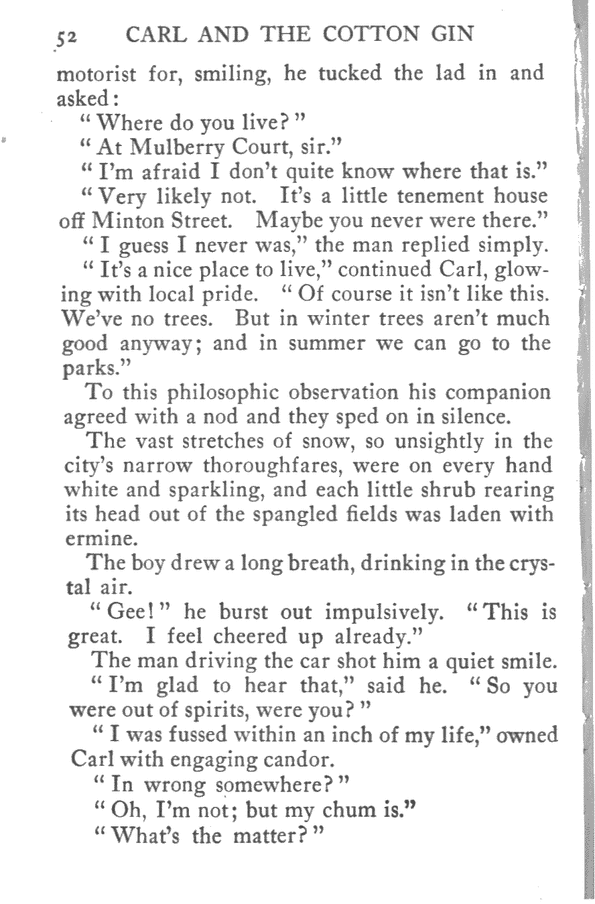 52 CARL AND THE COTTON GIN
motorist for, smiling, he tucked the lad in and
asked:
“Where do you live?”
“At Mulberry Court, sir.”
“I'm afraid I don't quite know where that is.”
“Very likely not. It's a little tenement house
off Minton Street. Maybe you never were there.”
“I guess I never was,” the man replied simply.
“It's a nice place to live,” continued Carl, glow-
ing with local pride. “Of course it isn't like this.
We've no trees. But in winter trees aren't much
good anyway; and in summer we can go to the
parks.”
To this philosophic observation his companion
agreed with a nod and they sped on in silence.
The vast stretches of snow, so unsightly in the
city's narrow thoroughfares, were on every hand
white and sparkling, and each little shrub rearing
its head out of the spangled fields was laden with
ermine.
The boy drew a long breath, drinking in the crys-
tal air.
“Gee!” he burst out impulsively. “This is
great. I feel cheered up already.”
The man driving the car shot him a quiet smile.
“I'm glad to hear that,” said he. “So you
were out of spirits, were you?”
“I was fussed within an inch of my life,” owned
Carl with engaging candor.
“In wrong somewhere?”
“Oh, I'm not; but my chum is.”
“What's the matter?”